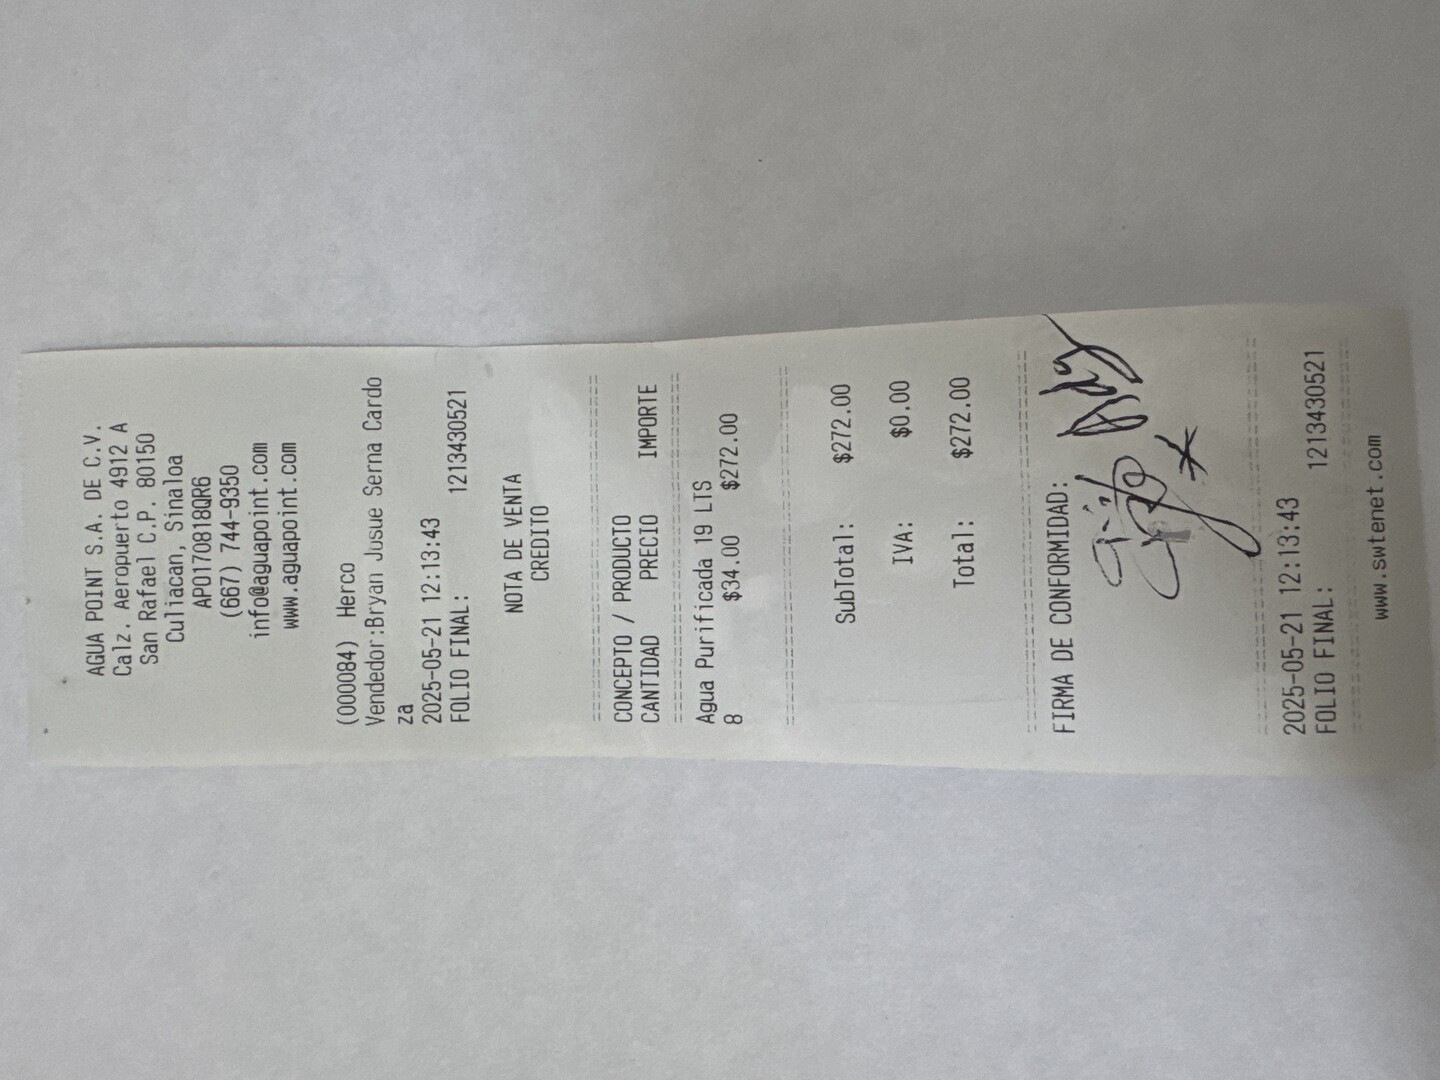 AGUA POINT S.A. DE C.V.
Calz. Aeropuerto 4912 A
San Rafael C.P. 80150
Culiacan, Sinaloa
APO170818QR6
(667) 744-9350
info@aguapoint.com
www.aguapoint.com
(000084) Herco
Vendedor:Bryan Josue Serna Cardo
za
2025-05-21 12:13:43
FOLIO FINAL: 1213430521
NOTA DE VENTA
CREDITO
CONCEPTO / PRODUCTO
CANTIDAD PRECIO IMPORTE
Agua Purificada 19 LTS
8 $34.00 $272.00
SubTotal: $272.00
IVA: $0.00
Total: $272.00
FIRMA DE CONFORMIDAD:
2025-05-21 12:13:43
FOLIO FINAL: 1213430521
www.swtenet.com